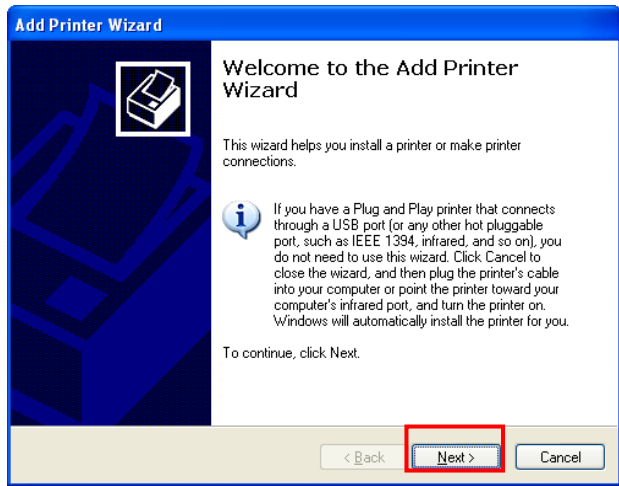 Add Printer Wizard
Welcome to the Add Printer
Wizard
This wizard helps you install a printer or make printer
connections.
If you have a Plug and Play printer that connects
through a USB port (or any other hot pluggable
port, such as IEEE 1394, infrared, and so on), you
do not need to use this wizard. Click Cancel to
close the wizard, and then plug the printer's cable
into your computer or point the printer toward your
computer's infrared port, and turn the printer on.
Windows will automatically install the printer for you.
To continue, click Next.
< Back Next > Cancel